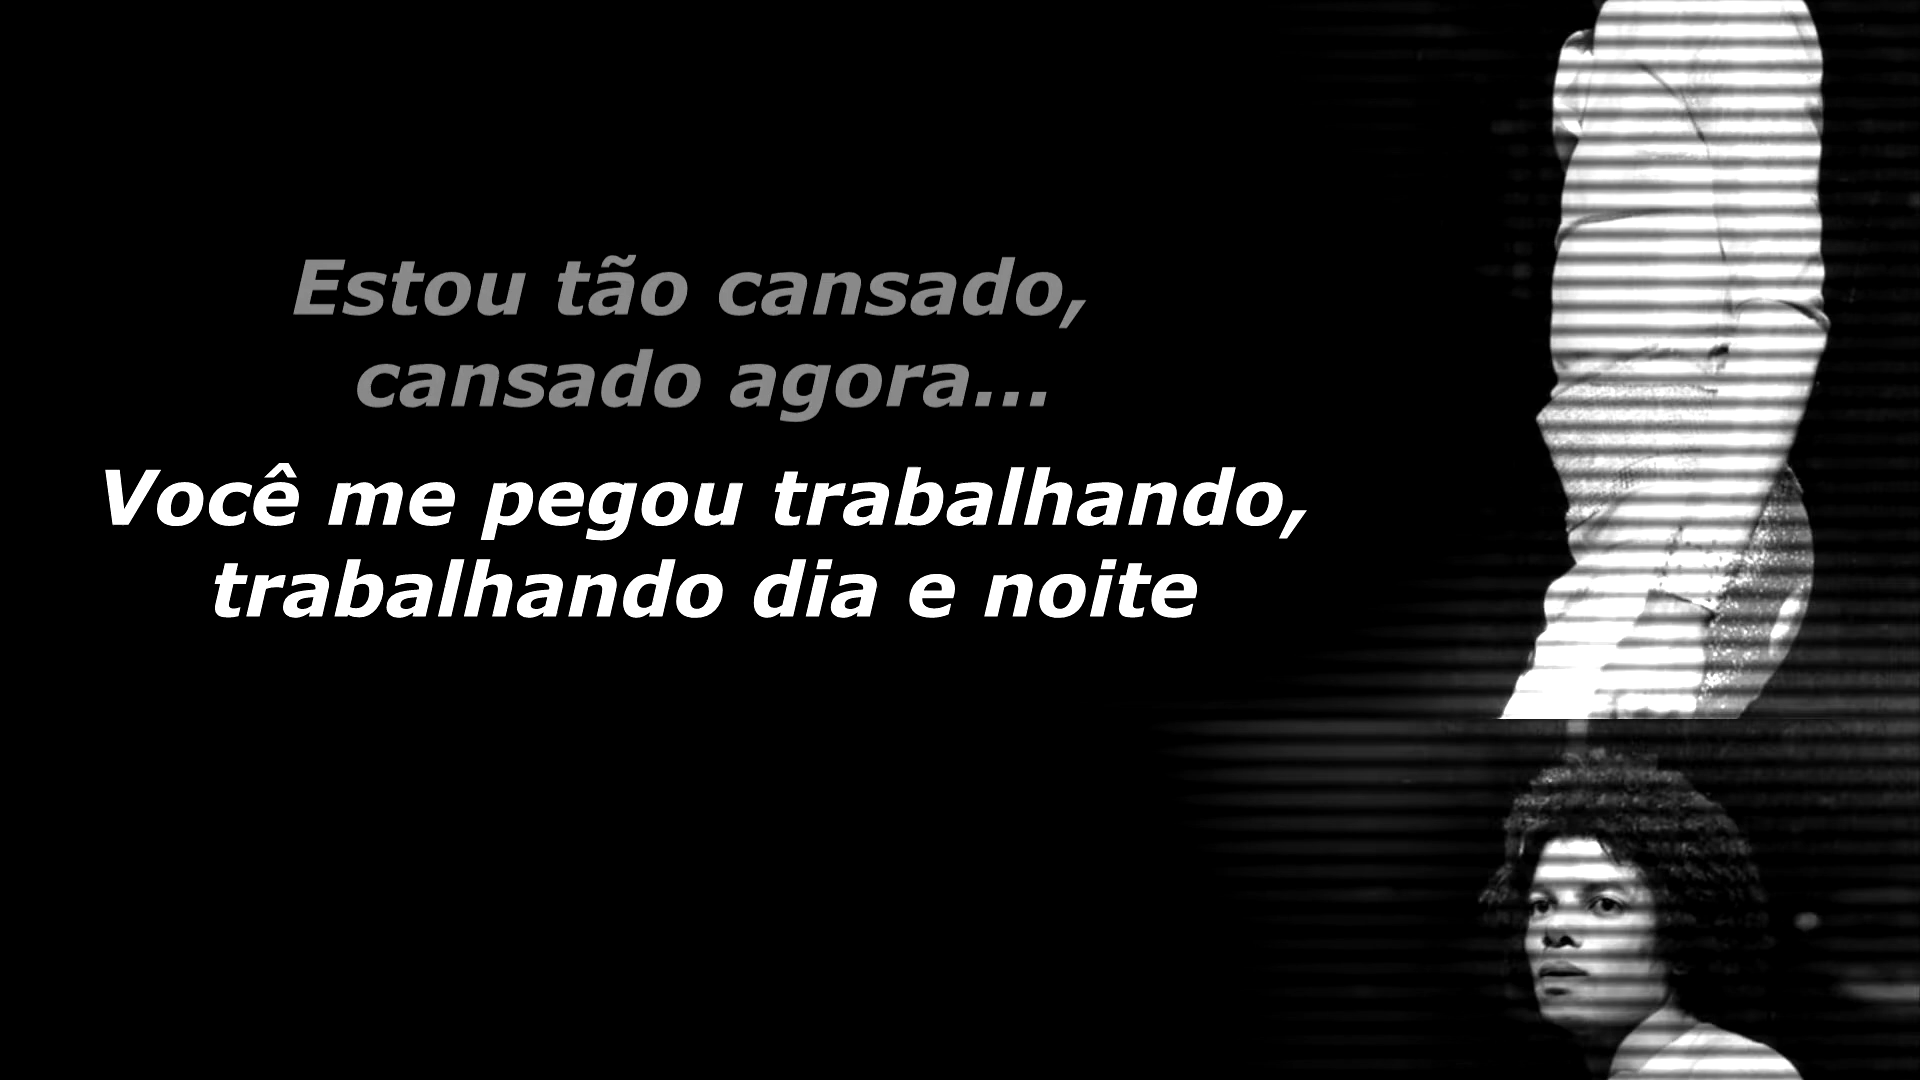 Estou tão cansado,
cansado agora...
Você me pegou trabalhando,
trabalhando dia e noite